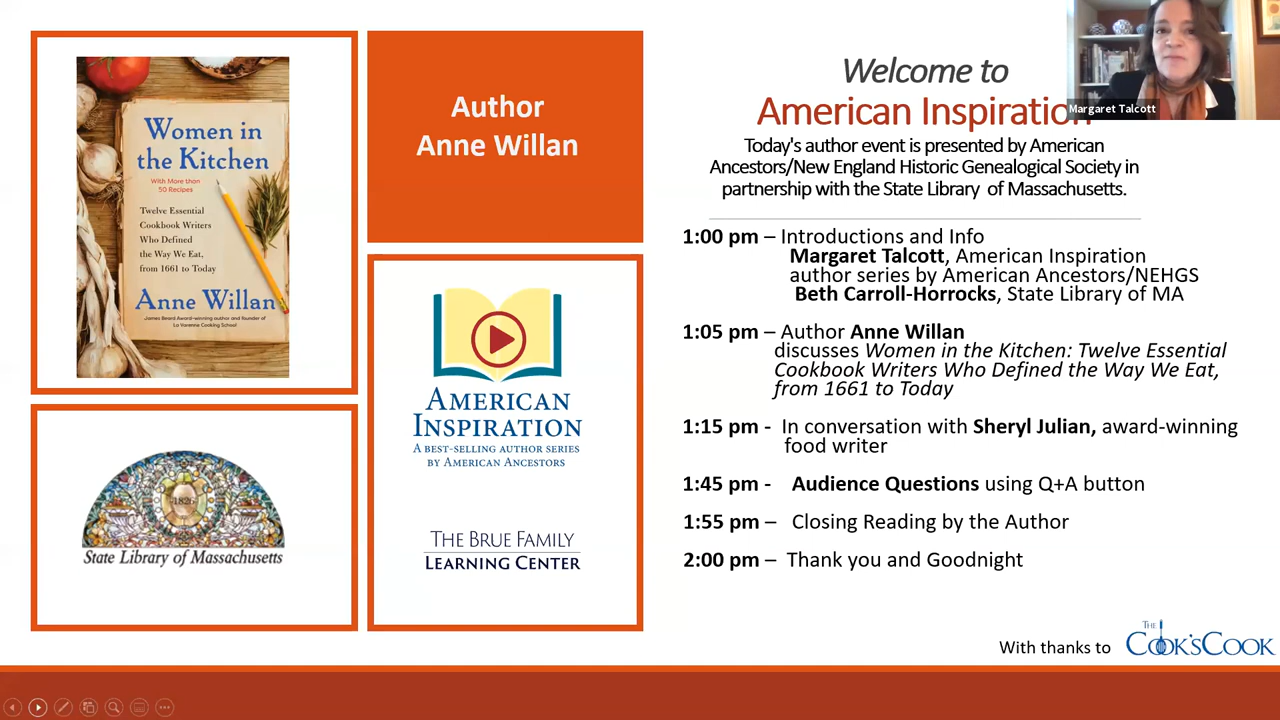 Women in
the Kitchen
With More than
50 Recipes
Twelve Essential
Cookbook Writers
Who Defined
the Way We Eat,
from 1661 to Today
Anne Willan
James Beard Award-winning author and founder of
La Varenne Cooking School
Author
Anne Willan
1826
State Library of Massachusetts
AMERICAN
INSPIRATION
A BEST-SELLING AUTHOR SERIES
BY AMERICAN ANCESTORS
THE BRUE FAMILY
LEARNING CENTER
Welcome to
American Inspiration
Margaret Talcott
Today's author event is presented by American
Ancestors/New England Historic Genealogical Society in
partnership with the State Library of Massachusetts.
1:00 pm – Introductions and Info
Margaret Talcott, American Inspiration
author series by American Ancestors/NEHGS
Beth Carroll-Horrocks, State Library of MA
1:05 pm – Author Anne Willan
discusses Women in the Kitchen: Twelve Essential
Cookbook Writers Who Defined the Way We Eat,
from 1661 to Today
1:15 pm - In conversation with Sheryl Julian, award-winning
food writer
1:45 pm - Audience Questions using Q+A button
1:55 pm – Closing Reading by the Author
2:00 pm – Thank you and Goodnight
With thanks to
THE
COOK'SCOOK